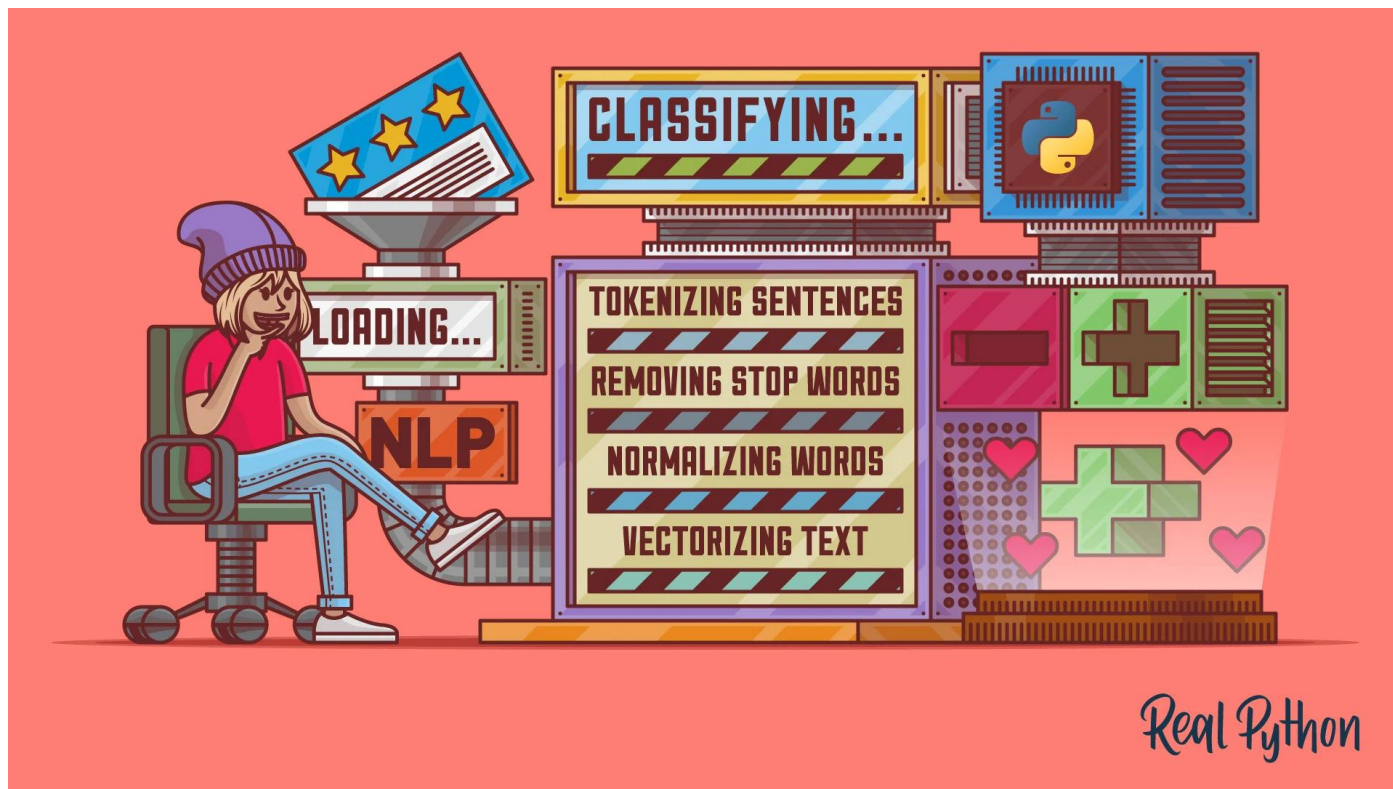 CLASSIFYING...
LOADING...
NLP
TOKENIZING SENTENCES
REMOVING STOP WORDS
NORMALIZING WORDS
VECTORIZING TEXT
Real Python